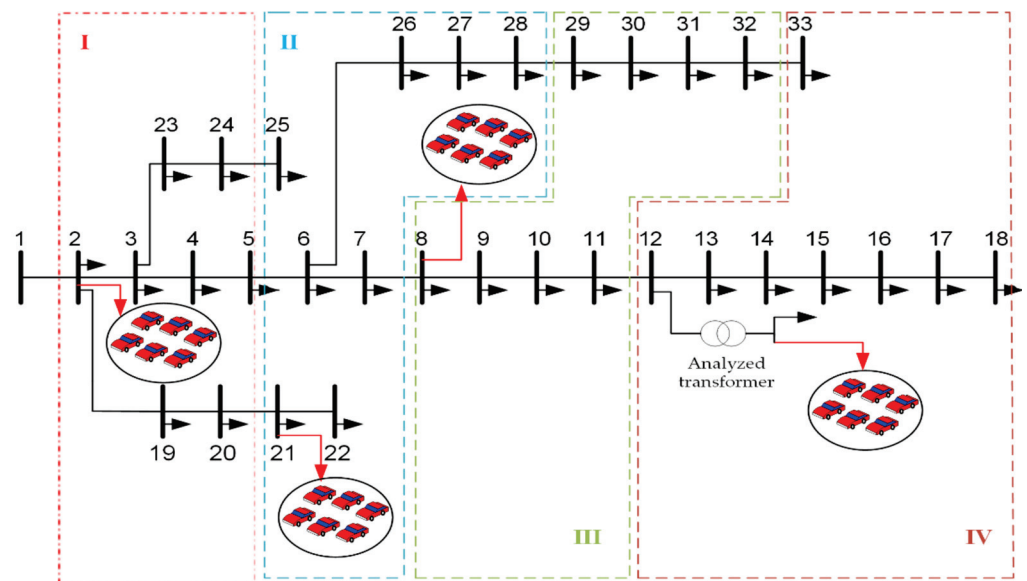 I
II
26 27 28 29 30 31 32 33
23 24 25
1 2 3 4 5 6 7 8 9 10 11 12 13 14 15 16 17 18
Analyzed
transformer
19 20 21 22
III
IV